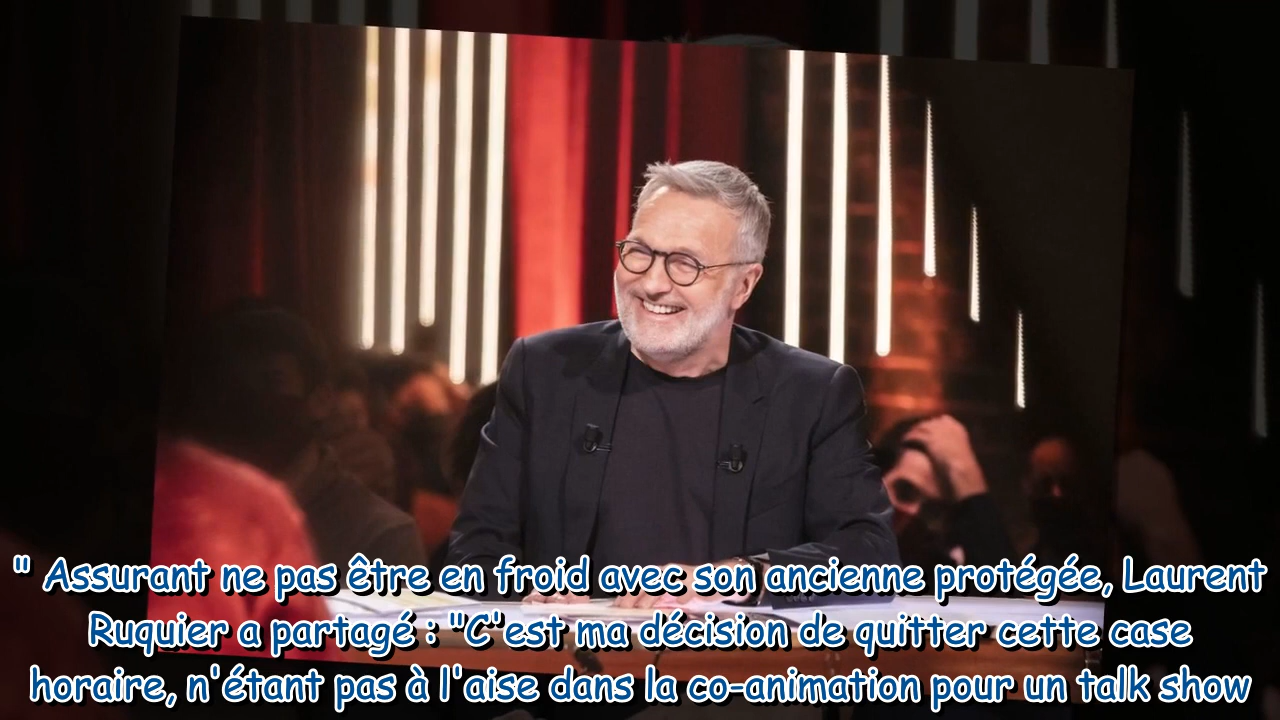 " Assurant ne pas être en froid avec son ancienne protégée, Laurent
Ruquier a partagé : "C'est ma décision de quitter cette case
horaire, n'étant pas à l'aise dans la co-animation pour un talk show